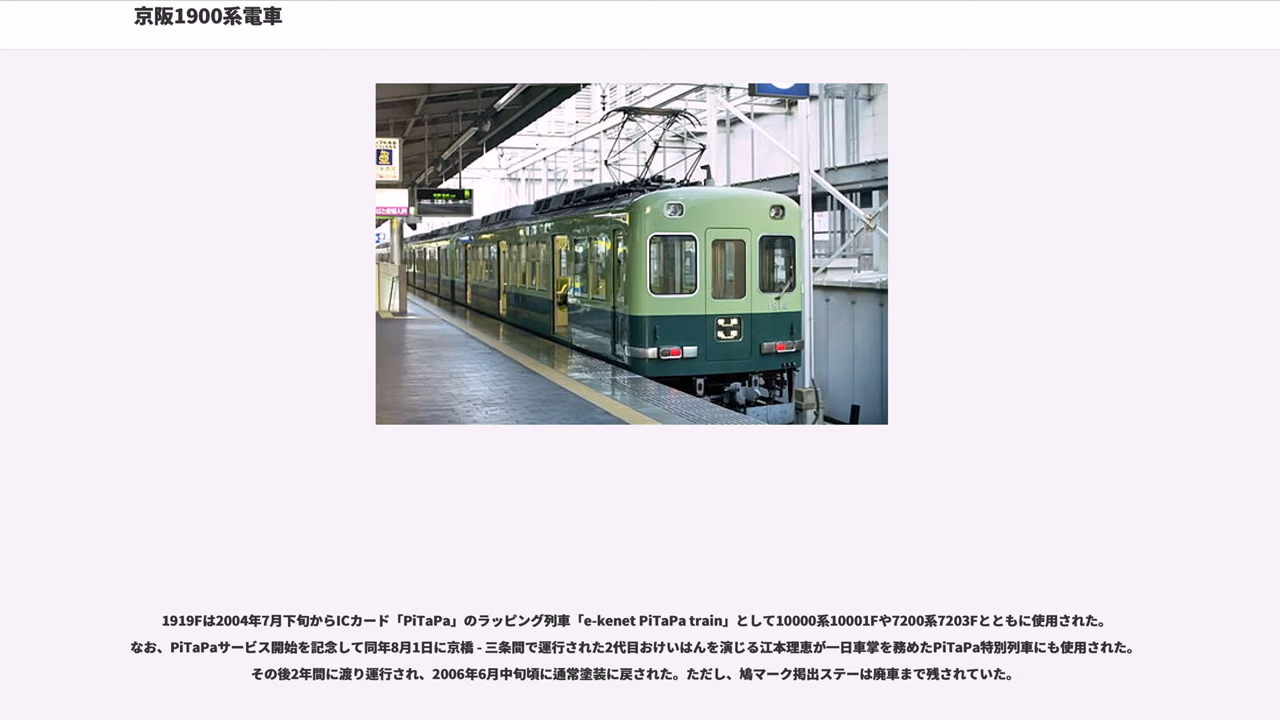 京阪1900系電車
1919Fは2004年7月下旬からICカード「PiTaPa」のラッピング列車「e-kenet PiTaPa train」として10000系10001Fや7200系7203Fとともに使用された。
なお、PiTaPaサービス開始を記念して同年8月1日に京橋 - 三条間で運行された2代目おけいはんを演じる江本理恵が一日車掌を務めたPiTaPa特別列車にも使用された。
その後2年間に渡り運行され、2006年6月中旬頃に通常塗装に戻された。ただし、鳩マーク掲出ステーは廃車まで残されていた。